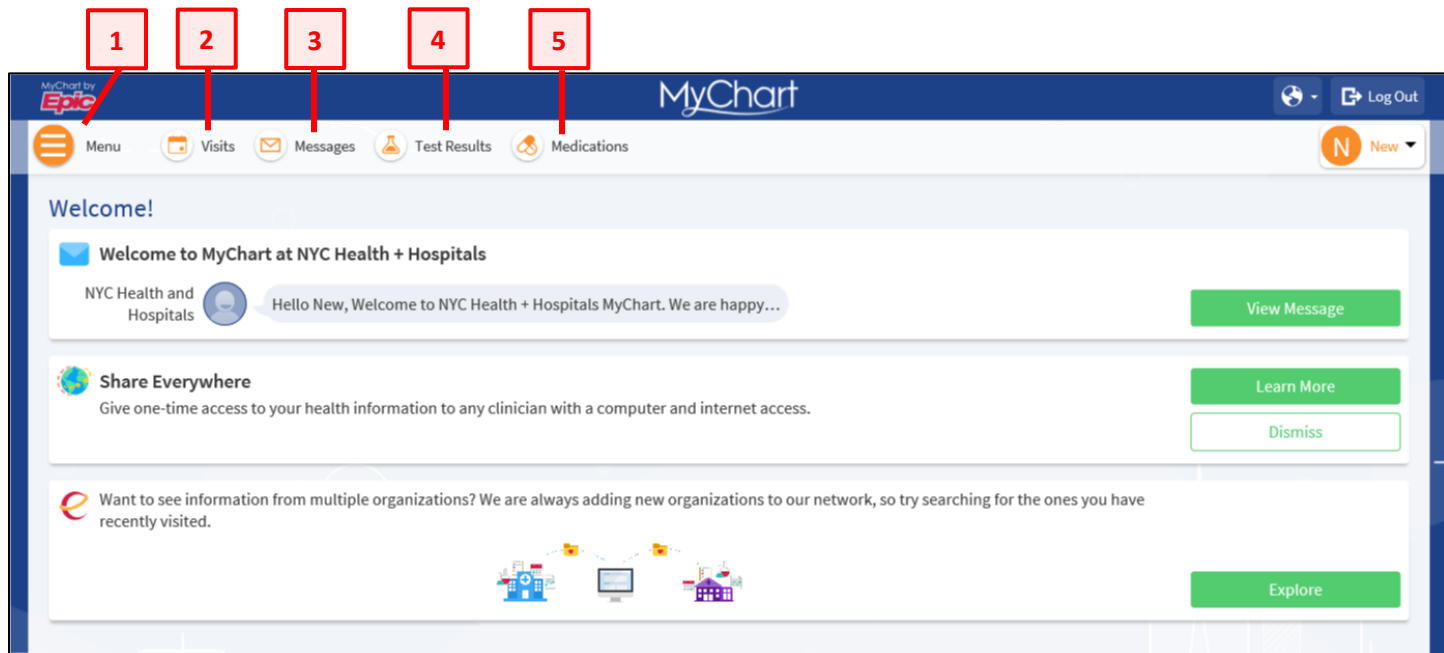 1 2 3 4 5
MyChart by
Epic
MyChart
Log Out
Menu Visits Messages Test Results Medications
N New
Welcome!
Welcome to MyChart at NYC Health + Hospitals
NYC Health and
Hospitals
Hello New, Welcome to NYC Health + Hospitals MyChart. We are happy...
View Message
Share Everywhere
Give one-time access to your health information to any clinician with a computer and internet access.
Learn More
Dismiss
Want to see information from multiple organizations? We are always adding new organizations to our network, so try searching for the ones you have
recently visited.
Explore